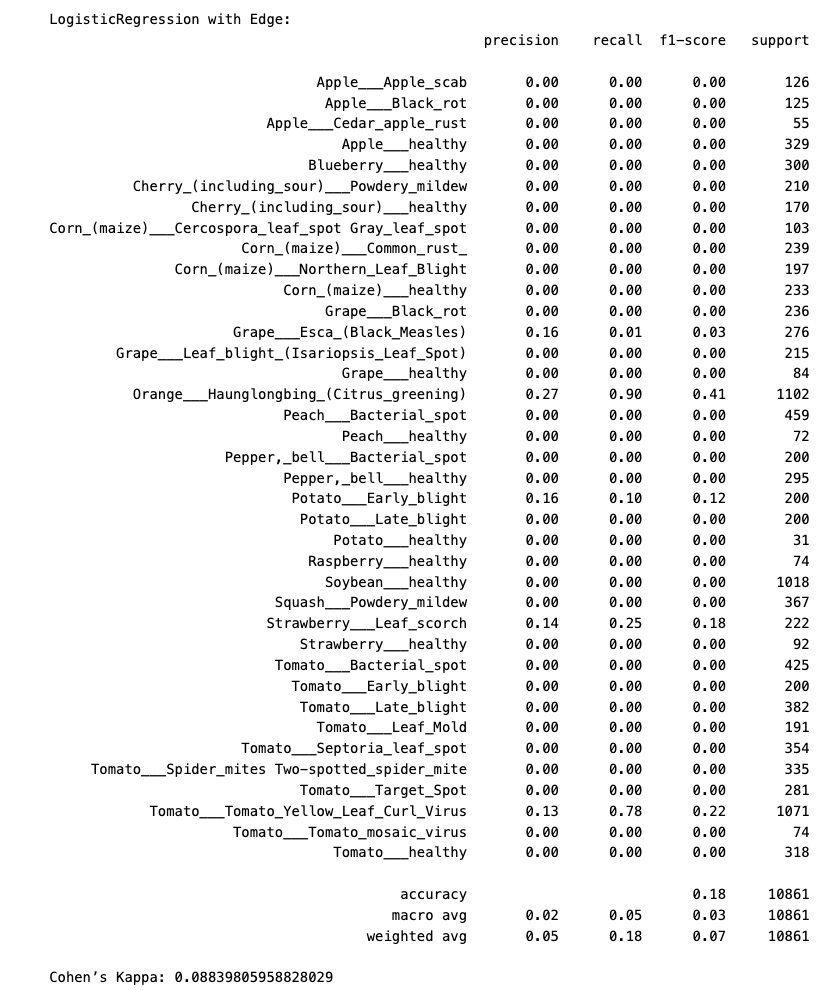 LogisticRegression with Edge:
precision recall f1-score support
Apple___Apple_scab 0.00 0.00 0.00 126
Apple___Black_rot 0.00 0.00 0.00 125
Apple___Cedar_apple_rust 0.00 0.00 0.00 55
Apple___healthy 0.00 0.00 0.00 329
Blueberry___healthy 0.00 0.00 0.00 300
Cherry_(including_sour)___Powdery_mildew 0.00 0.00 0.00 210
Cherry_(including_sour)___healthy 0.00 0.00 0.00 170
Corn_(maize)___Cercospora_leaf_spot Gray_leaf_spot 0.00 0.00 0.00 103
Corn_(maize)___Common_rust_ 0.00 0.00 0.00 239
Corn_(maize)___Northern_Leaf_Blight 0.00 0.00 0.00 197
Corn_(maize)___healthy 0.00 0.00 0.00 233
Grape___Black_rot 0.00 0.00 0.00 236
Grape___Esca_(Black_Measles) 0.16 0.01 0.03 276
Grape___Leaf_blight_(Isariopsis_Leaf_Spot) 0.00 0.00 0.00 215
Grape___healthy 0.00 0.00 0.00 84
Orange___Haunglongbing_(Citrus_greening) 0.27 0.90 0.41 1102
Peach___Bacterial_spot 0.00 0.00 0.00 459
Peach___healthy 0.00 0.00 0.00 72
Pepper,_bell___Bacterial_spot 0.00 0.00 0.00 200
Pepper,_bell___healthy 0.00 0.00 0.00 295
Potato___Early_blight 0.16 0.10 0.12 200
Potato___Late_blight 0.00 0.00 0.00 200
Potato___healthy 0.00 0.00 0.00 31
Raspberry___healthy 0.00 0.00 0.00 74
Soybean___healthy 0.00 0.00 0.00 1018
Squash___Powdery_mildew 0.00 0.00 0.00 367
Strawberry___Leaf_scorch 0.14 0.25 0.18 222
Strawberry___healthy 0.00 0.00 0.00 92
Tomato___Bacterial_spot 0.00 0.00 0.00 425
Tomato___Early_blight 0.00 0.00 0.00 200
Tomato___Late_blight 0.00 0.00 0.00 382
Tomato___Leaf_Mold 0.00 0.00 0.00 191
Tomato___Septoria_leaf_spot 0.00 0.00 0.00 354
Tomato___Spider_mites Two-spotted_spider_mite 0.00 0.00 0.00 335
Tomato___Target_Spot 0.00 0.00 0.00 281
Tomato___Tomato_Yellow_Leaf_Curl_Virus 0.13 0.78 0.22 1071
Tomato___Tomato_mosaic_virus 0.00 0.00 0.00 74
Tomato___healthy 0.00 0.00 0.00 318
accuracy 0.18 10861
macro avg 0.02 0.05 0.03 10861
weighted avg 0.05 0.18 0.07 10861
Cohen’s Kappa: 0.08839805958828029